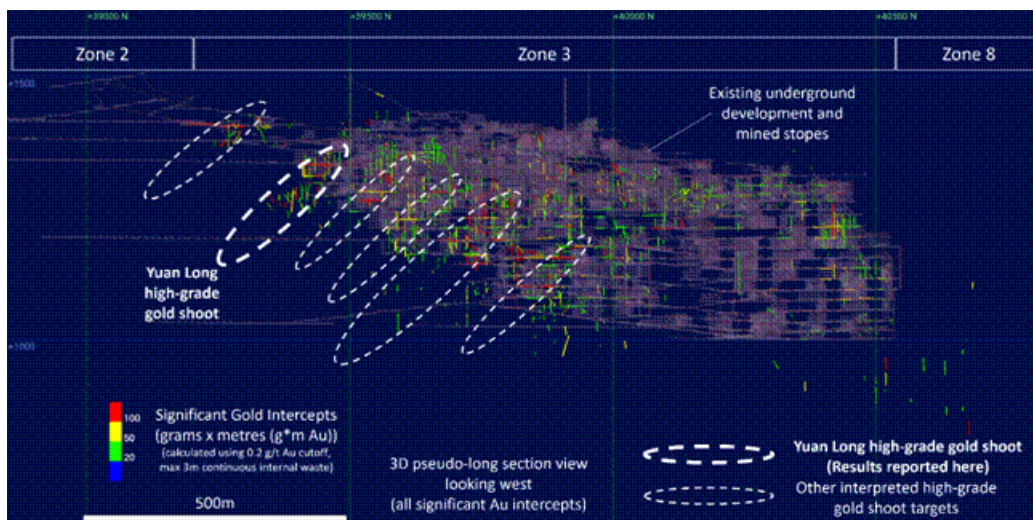 +39000 N
+39500 N
+40000 N
+40500 N
Zone 2
Zone 3
Zone 8
+1500
Existing underground
development and
mined stopes
Yuan Long
high-grade
gold shoot
+1000
100
50
20
Significant Gold Intercepts
(grams x metres (g*m Au))
(calculated using 0.2 g/t Au cutoff,
max 3m continuous internal waste)
500m
3D pseudo-long section view
looking west
(all significant Au intercepts)
Yuan Long high-grade gold shoot
(Results reported here)
Other interpreted high-grade
gold shoot targets